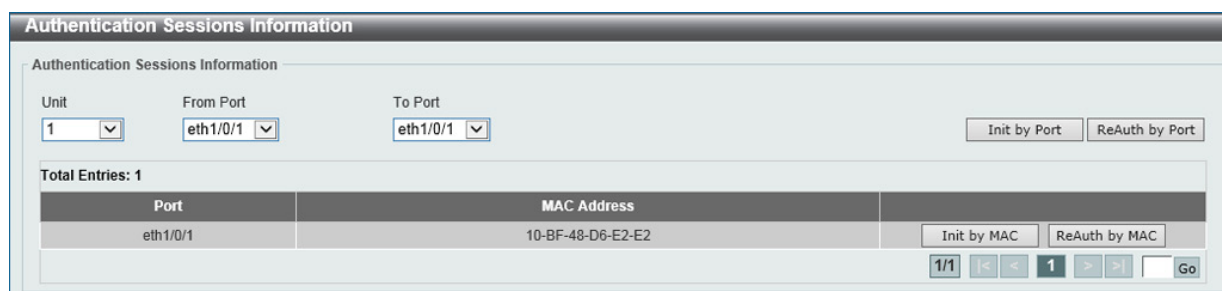 Authentication Sessions Information
Authentication Sessions Information
Unit From Port To Port
1 eth1/0/1 eth1/0/1 Init by Port ReAuth by Port
Total Entries: 1
Port MAC Address
eth1/0/1 10-BF-48-D6-E2-E2 Init by MAC ReAuth by MAC
1/1 |< < 1 > >| Go